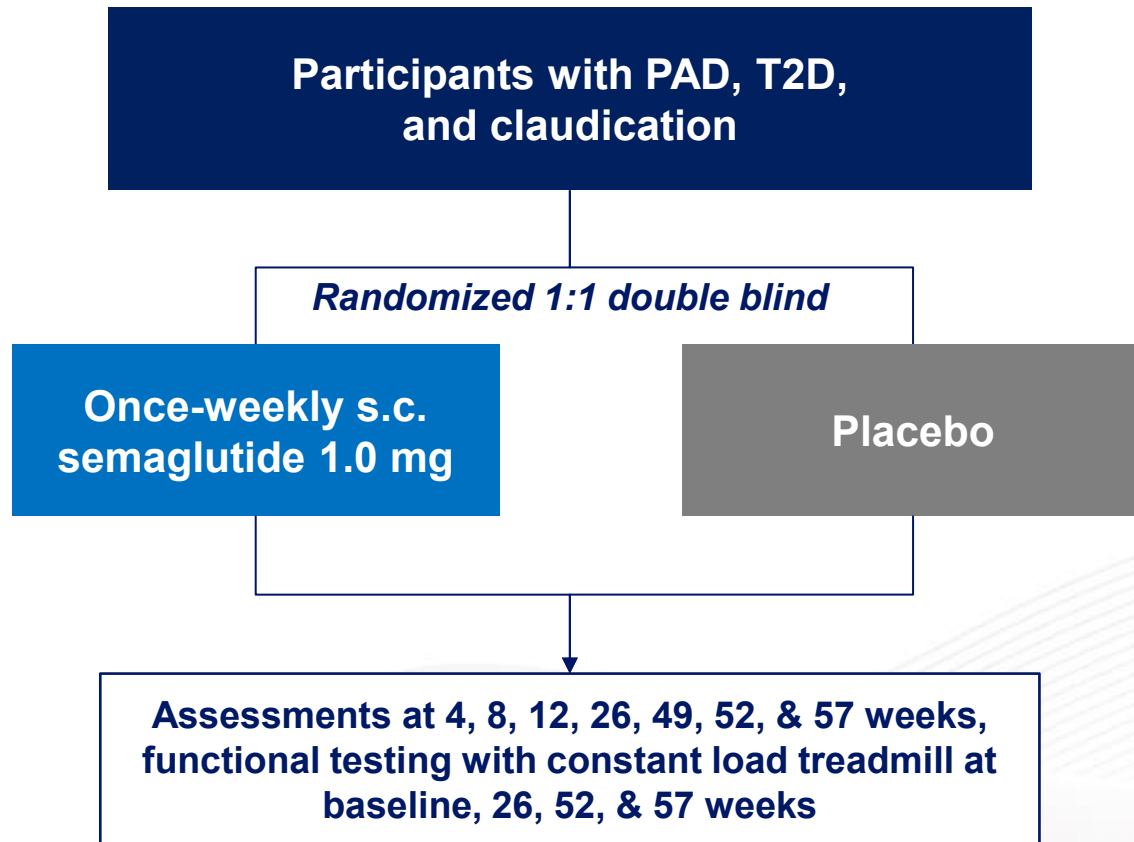 Participants with PAD, T2D,
and claudication
Randomized 1:1 double blind
Once-weekly s.c.
semaglutide 1.0 mg
Placebo
Assessments at 4, 8, 12, 26, 49, 52, & 57 weeks,
functional testing with constant load treadmill at
baseline, 26, 52, & 57 weeks